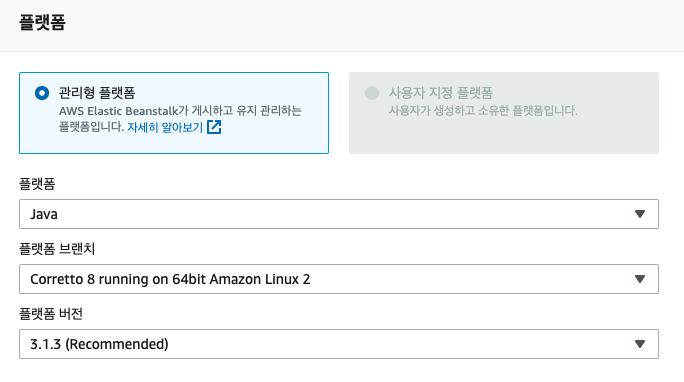 플랫폼
관리형 플랫폼
AWS Elastic Beanstalk가 게시하고 유지 관리하는
플랫폼입니다. 자세히 알아보기
사용자 지정 플랫폼
사용자가 생성하고 소유한 플랫폼입니다.
플랫폼
Java
플랫폼 브랜치
Corretto 8 running on 64bit Amazon Linux 2
플랫폼 버전
3.1.3 (Recommended)